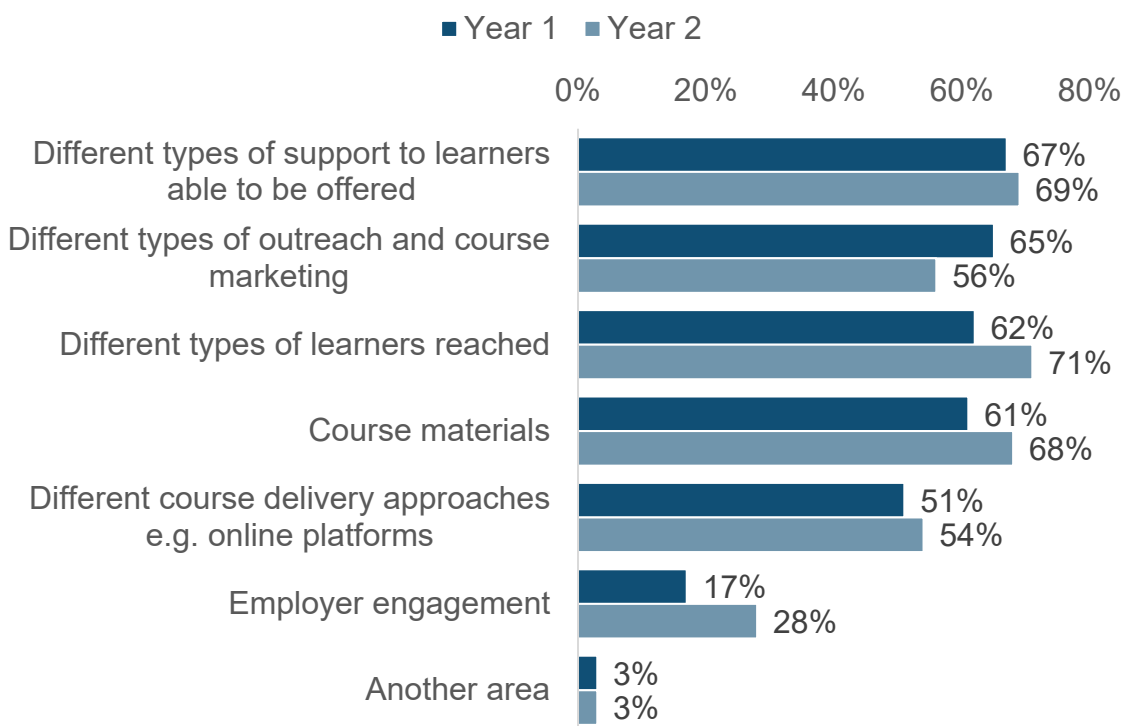 Year 1 Year 2
0% 20% 40% 60% 80%
Different types of support to learners
able to be offered
67%
69%
Different types of outreach and course
marketing
65%
56%
Different types of learners reached
62%
71%
Course materials
61%
68%
Different course delivery approaches
e.g. online platforms
51%
54%
Employer engagement
17%
28%
Another area
3%
3%